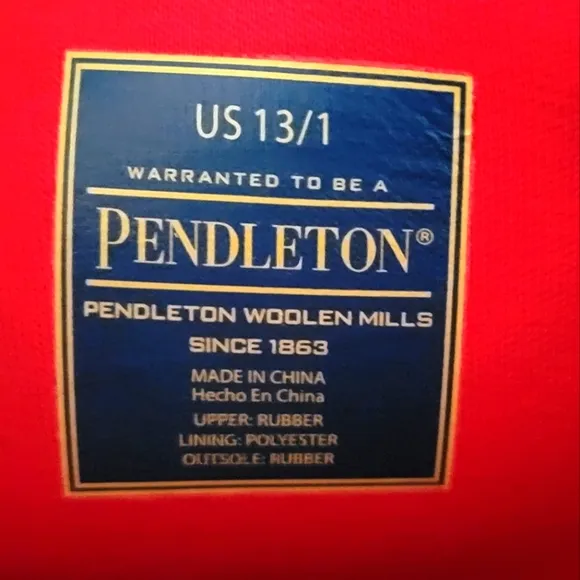 US 13/1
WARRANTED TO BE A
PENDLETON®
PENDLETON WOOLEN MILLS
SINCE 1863
MADE IN CHINA
Hecho En China
UPPER: RUBBER
LINING: POLYESTER
OUTSOLE: RUBBER